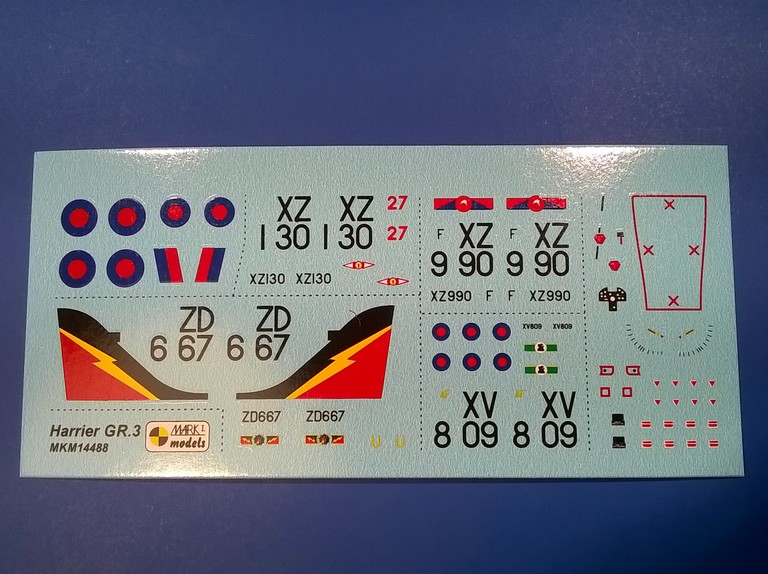 XZ XZ 27
130 130 27
XZ130 XZ130
F XZ F XZ
9 90 9 90
XZ990 F F XZ990
ZD ZD
6 67 6 67
XV809 XV809
AF XV AF XV
8 09 8 09
ZD667 ZD667
U U
Harrier GR.3
MKM14488
MARK I
models